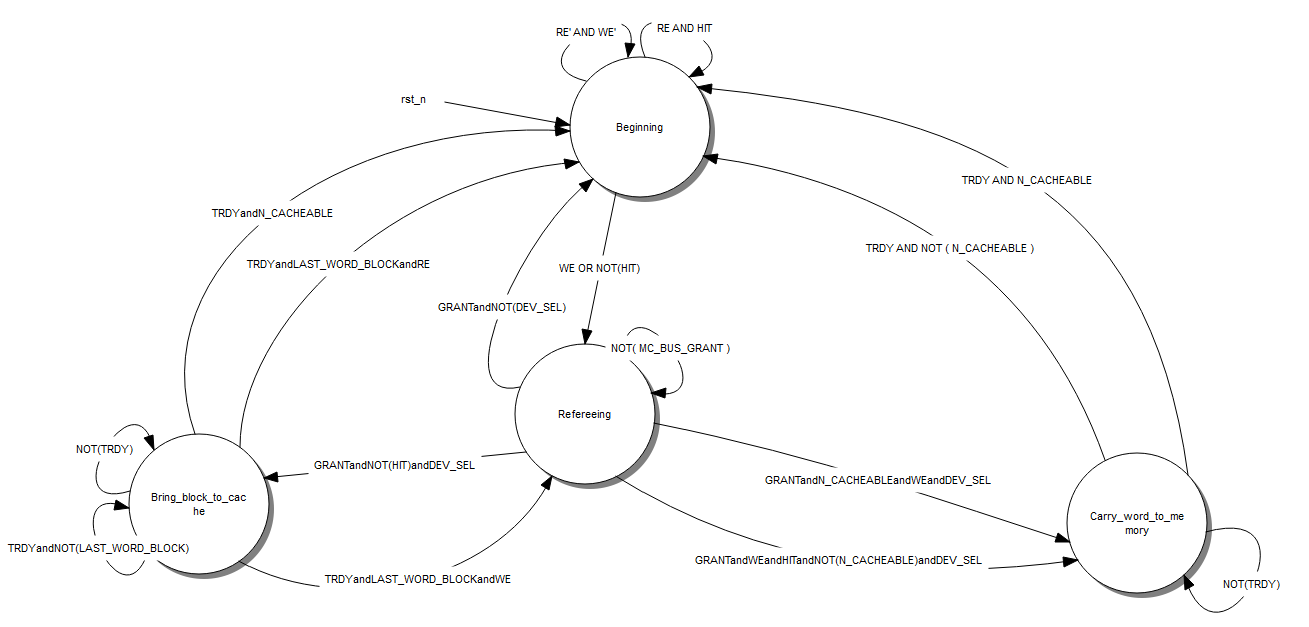 RE' AND WE'
RE AND HIT
rst_n
Beginning
TRDY AND N_CACHEABLE
TRDYandN_CACHEABLE
TRDY AND NOT ( N_CACHEABLE )
TRDYandLAST_WORD_BLOCKandRE
WE OR NOT(HIT)
GRANTandNOT(DEV_SEL)
NOT( MC_BUS_GRANT )
Refereeing
NOT(TRDY)
GRANTandNOT(HIT)andDEV_SEL
GRANTandN_CACHEABLEandWEandDEV_SEL
Bring_block_to_cac
he
Carry_word_to_me
mory
TRDYandNOT(LAST_WORD_BLOCK)
GRANTandWEandHITandNOT(N_CACHEABLE)andDEV_SEL
TRDYandLAST_WORD_BLOCKandWE
NOT(TRDY)